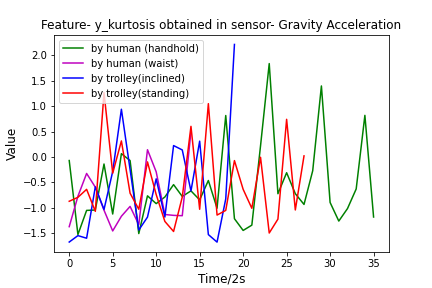 Feature- y_kurtosis obtained in sensor- Gravity Acceleration
by human (handhold)
by human (waist)
by trolley(inclined)
by trolley(standing)
Value
2.0
1.5
1.0
0.5
0.0
−0.5
−1.0
−1.5
0 5 10 15 20 25 30 35
Time/2s